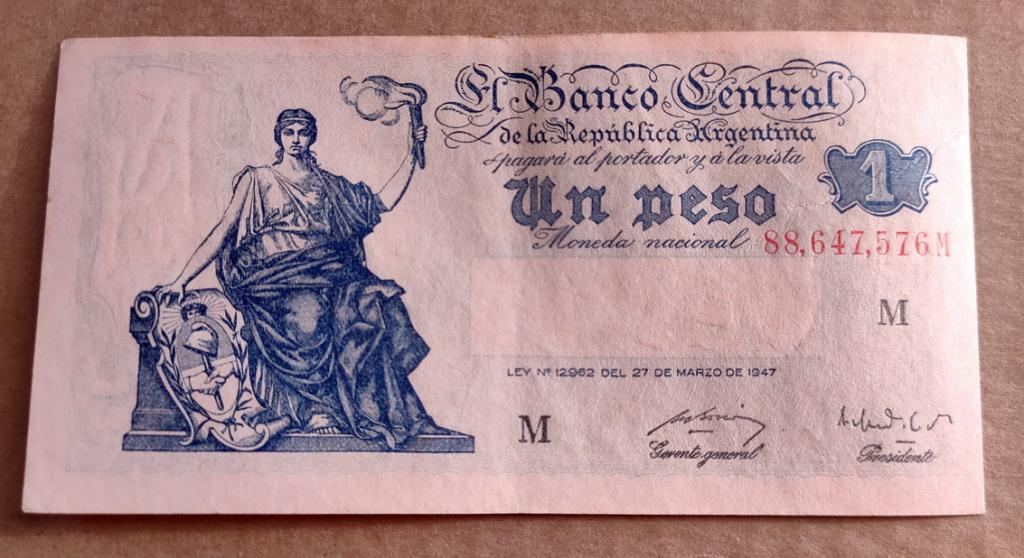 El Banco Central
de la República Argentina
pagará al portador y á la vista
1
Un peso
Moneda nacional 88,647,576M
M
LEY Nº 12962 DEL 27 DE MARZO DE 1947
M
Gerente general
Presidente